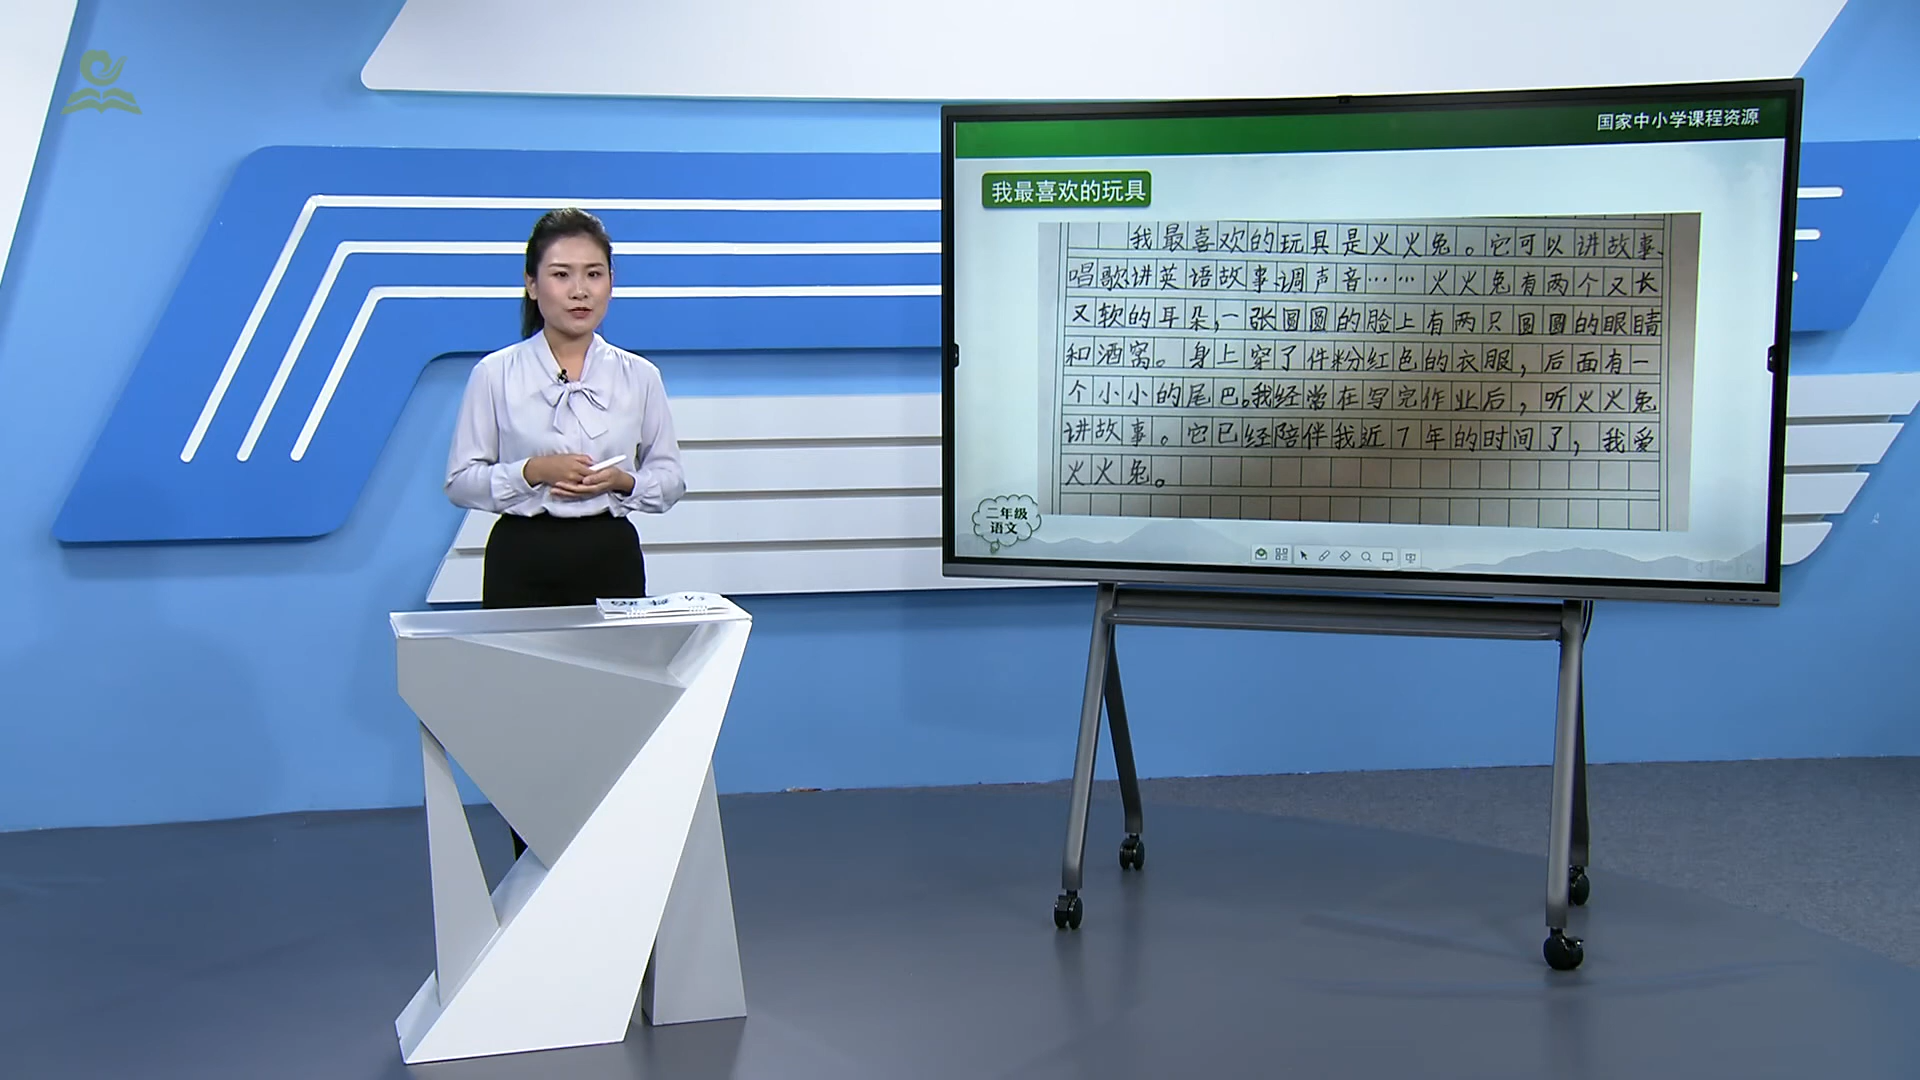 国家中小学课程资源
我最喜欢的玩具
我最喜欢的玩具是火火兔。它可以讲故事、
唱歌、讲英语故事、调声音……火火兔有两个又长
又软的耳朵,一张圆圆的脸上有两只圆圆的眼睛
和酒窝。身上穿了件粉红色的衣服,后面有一
个小小的尾巴。我经常在写完作业后,听火火兔
讲故事。它已经陪伴我近7年的时间了,我爱
火火兔。
二年级
语文